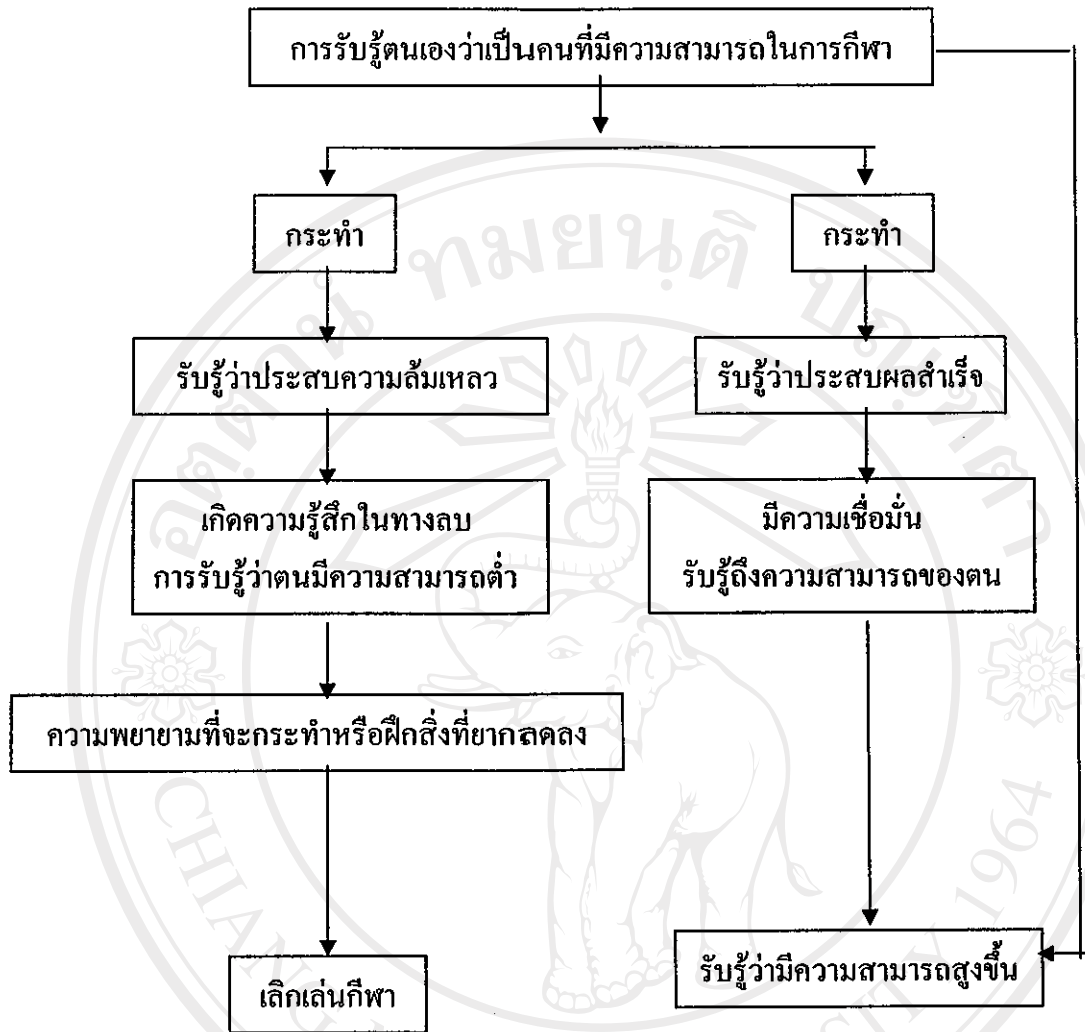 การรับรู้ตนเองว่าเป็นคนที่มีความสามารถในการกีฬา
กระทำ
กระทำ
รับรู้ว่าประสบความล้มเหลว
รับรู้ว่าประสบผลสำเร็จ
เกิดความรู้สึกในทางลบ
การรับรู้ว่าตนมีความสามารถต่ำ
มีความเชื่อมั่น
รับรู้ถึงความสามารถของตน
ความพยายามที่จะกระทำหรือฝึกสิ่งที่ยากลดลง
เลิกเล่นกีฬา
รับรู้ว่ามีความสามารถสูงขึ้น
1964